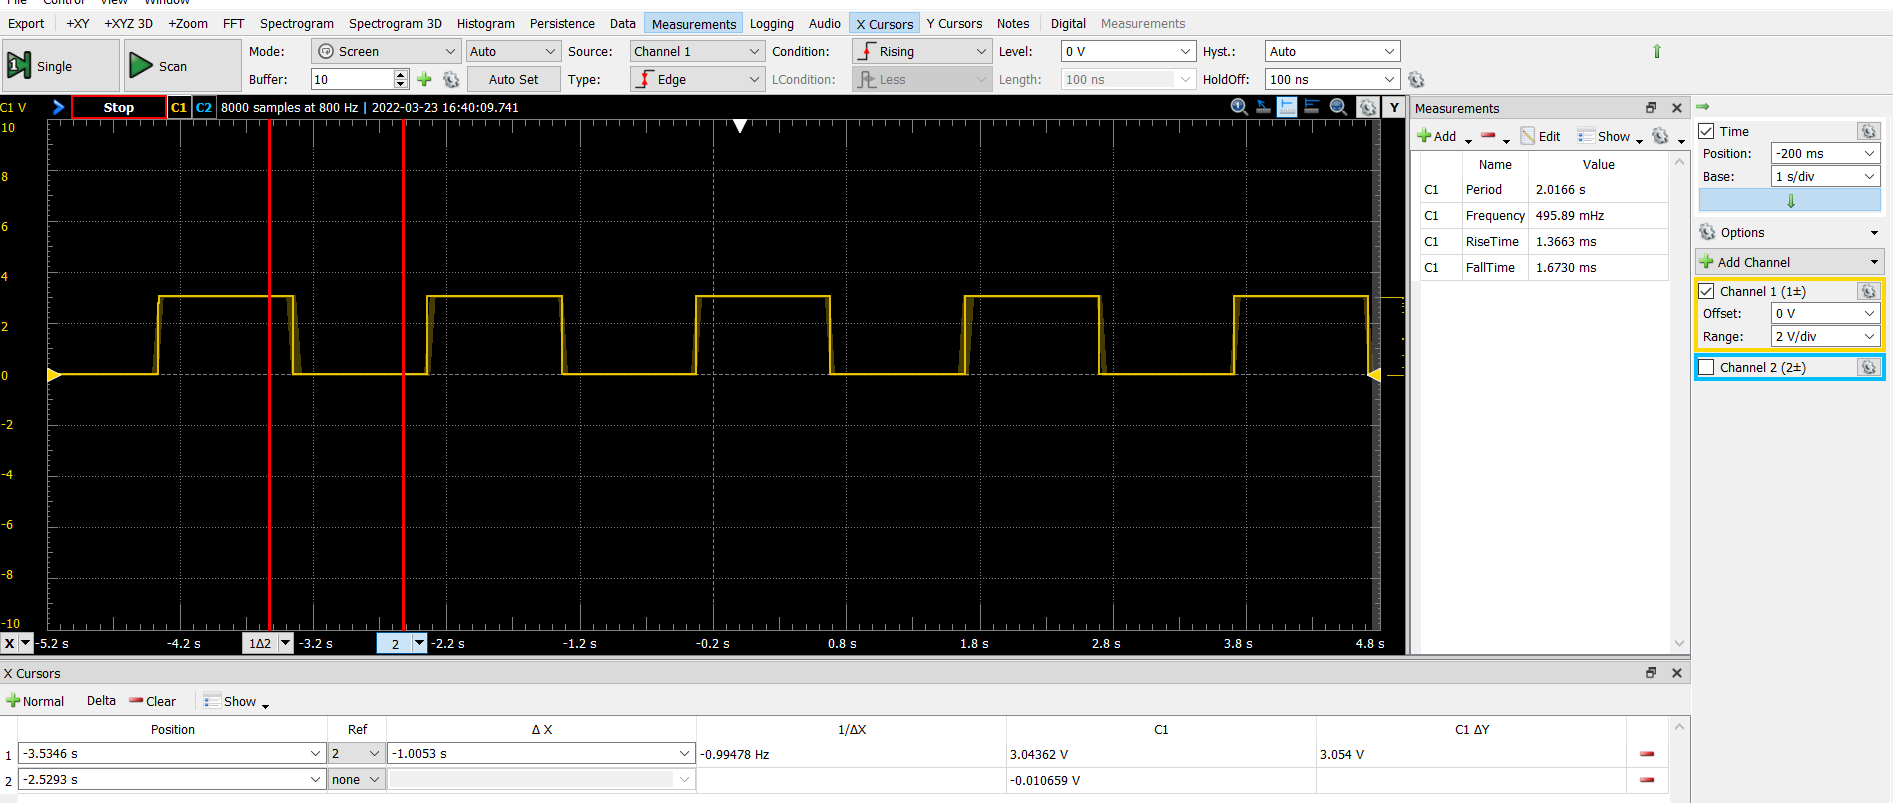 File Control View Window
Export +XY +XYZ 3D +Zoom FFT Spectrogram Spectrogram 3D Histogram Persistence Data Measurements Logging Audio X Cursors Y Cursors Notes Digital Measurements
Single Scan Mode: Screen Auto Source: Channel 1 Condition: Rising Level: 0 V Hyst.: Auto
Buffer: 10 Auto Set Type: Edge LCondition: Less Length: 100 ns HoldOff: 100 ns
C1 V Stop C1 C2 8000 samples at 800 Hz | 2022-03-23 16:40:09.741 Y
10
8
6
4
2
0
-2
-4
-6
-8
-10
X -5.2 s -4.2 s 1Δ2 -3.2 s 2 -2.2 s -1.2 s -0.2 s 0.8 s 1.8 s 2.8 s 3.8 s 4.8 s
Measurements
Add Edit Show
Name Value
C1 Period 2.0166 s
C1 Frequency 495.89 mHz
C1 RiseTime 1.3663 ms
C1 FallTime 1.6730 ms
Time
Position: -200 ms
Base: 1 s/div
Options
Add Channel
Channel 1 (1±)
Offset: 0 V
Range: 2 V/div
Channel 2 (2±)
X Cursors
Normal Delta Clear Show
Position Ref Δ X 1/ΔX C1 C1 ΔY
1 -3.5346 s 2 -1.0053 s -0.99478 Hz 3.04362 V 3.054 V
2 -2.5293 s none -0.010659 V